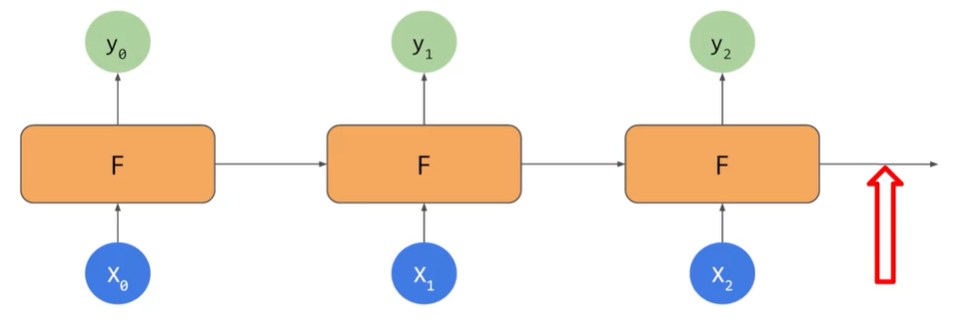 y₀ y₁ y₂
F F F
X₀ X₁ X₂